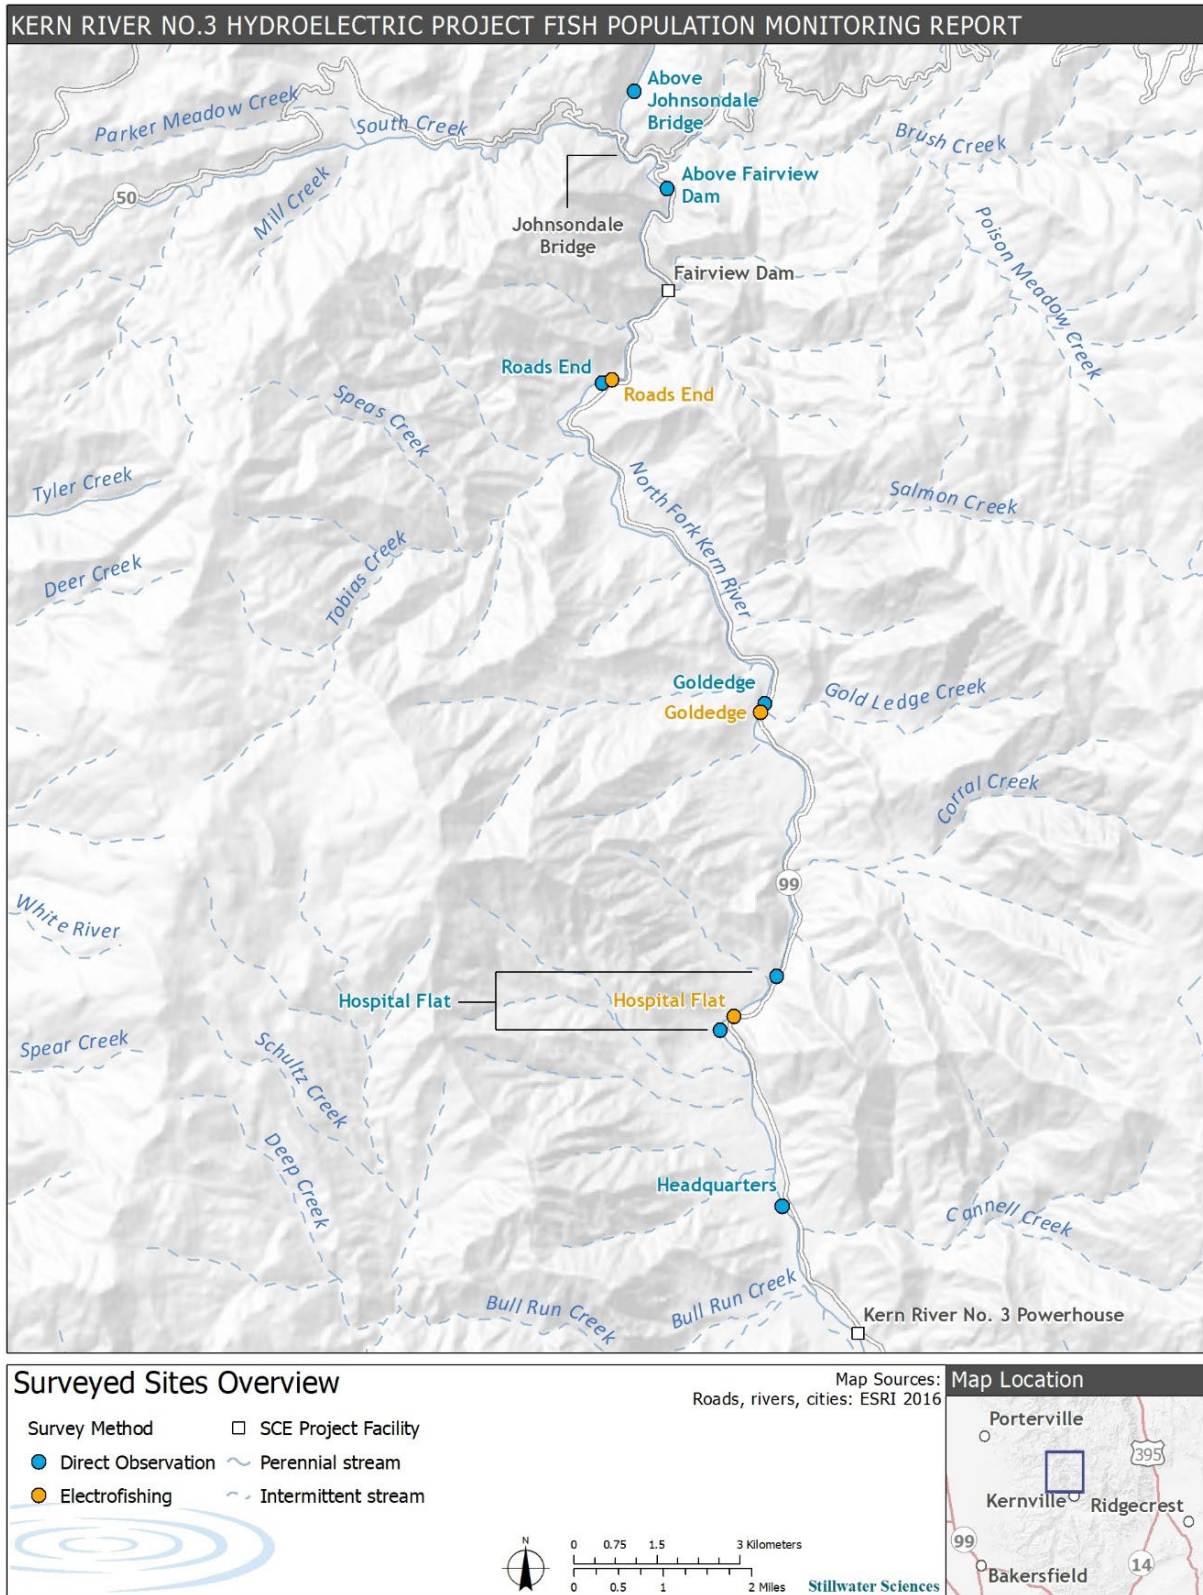 KERN RIVER NO.3 HYDROELECTRIC PROJECT FISH POPULATION MONITORING REPORT
Above
Johnsondale
Bridge
Parker Meadow Creek
South Creek
Brush Creek
Above Fairview
Dam
50
Mill Creek
Johnsondale
Bridge
Poison Meadow Creek
Fairview Dam
Roads End
Roads End
Speas Creek
North Fork Kern River
Tyler Creek
Salmon Creek
Deer Creek
Tobias Creek
Goldedge
Gold Ledge Creek
Goldedge
Corral Creek
99
White River
Hospital Flat
Hospital Flat
Spear Creek
Schultz Creek
Deep Creek
Headquarters
Cannell Creek
Bull Run Creek
Bull Run Creek
Kern River No. 3 Powerhouse
Surveyed Sites Overview
Survey Method
SCE Project Facility
Direct Observation
Perennial stream
Electrofishing
Intermittent stream
Map Sources:
Roads, rivers, cities: ESRI 2016
N
0 0.75 1.5 3 Kilometers
0 0.5 1 2 Miles
Stillwater Sciences
Map Location
Porterville
395
Kernville
Ridgecrest
99
14
Bakersfield